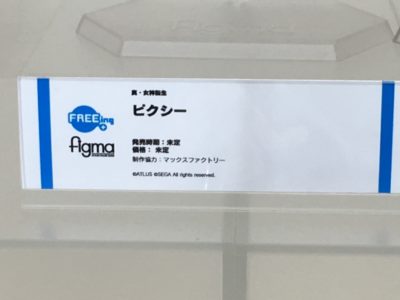 真・女神転生
FREEing
ピクシー
figma
発売時期：未定
価格： 未定
制作協力：マックスファクトリー
©ATLUS ©SEGA All rights reserved.